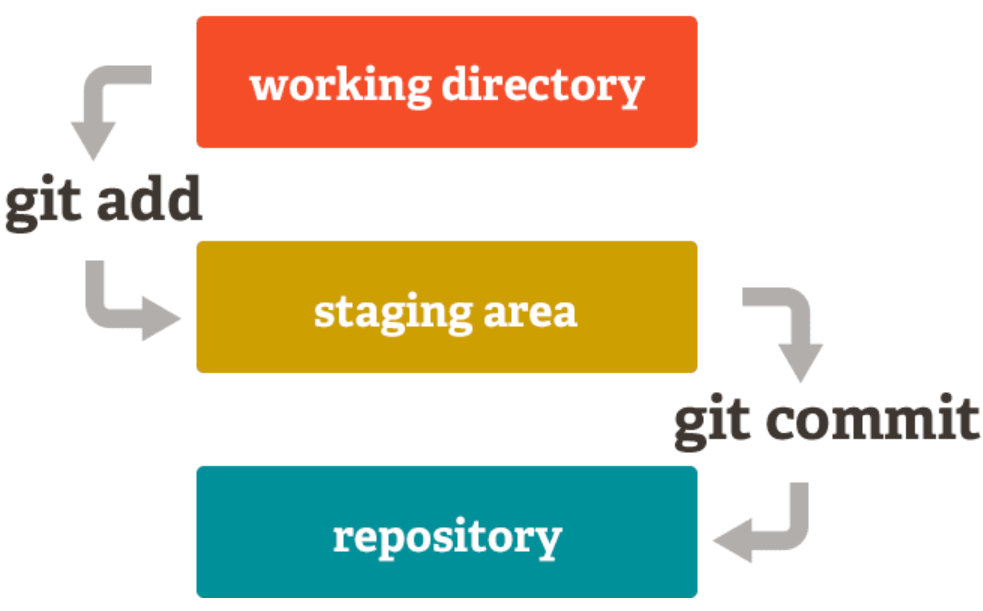 working directory
git add
staging area
git commit
repository